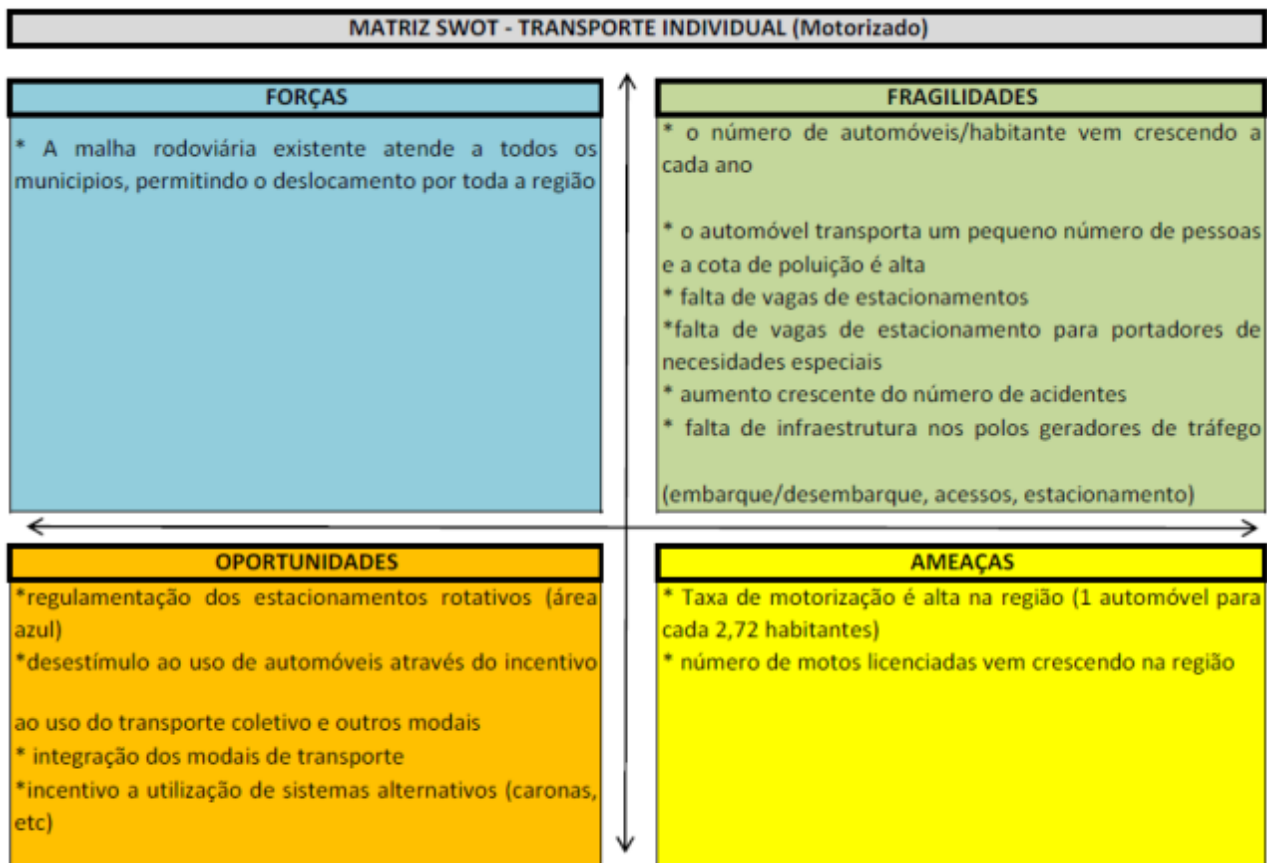 MATRIZ SWOT - TRANSPORTE INDIVIDUAL (Motorizado)
FORÇAS
* A malha rodoviária existente atende a todos os
municipios, permitindo o deslocamento por toda a região
FRAGILIDADES
* o número de automóveis/habitante vem crescendo a
cada ano
* o automóvel transporta um pequeno número de pessoas
e a cota de poluição é alta
* falta de vagas de estacionamentos
*falta de vagas de estacionamento para portadores de
necesidades especiais
* aumento crescente do número de acidentes
* falta de infraestrutura nos polos geradores de tráfego
(embarque/desembarque, acessos, estacionamento)
OPORTUNIDADES
*regulamentação dos estacionamentos rotativos (área
azul)
*desestímulo ao uso de automóveis através do incentivo
ao uso do transporte coletivo e outros modais
* integração dos modais de transporte
*incentivo a utilização de sistemas alternativos (caronas,
etc)
AMEAÇAS
* Taxa de motorização é alta na região (1 automóvel para
cada 2,72 habitantes)
* número de motos licenciadas vem crescendo na região